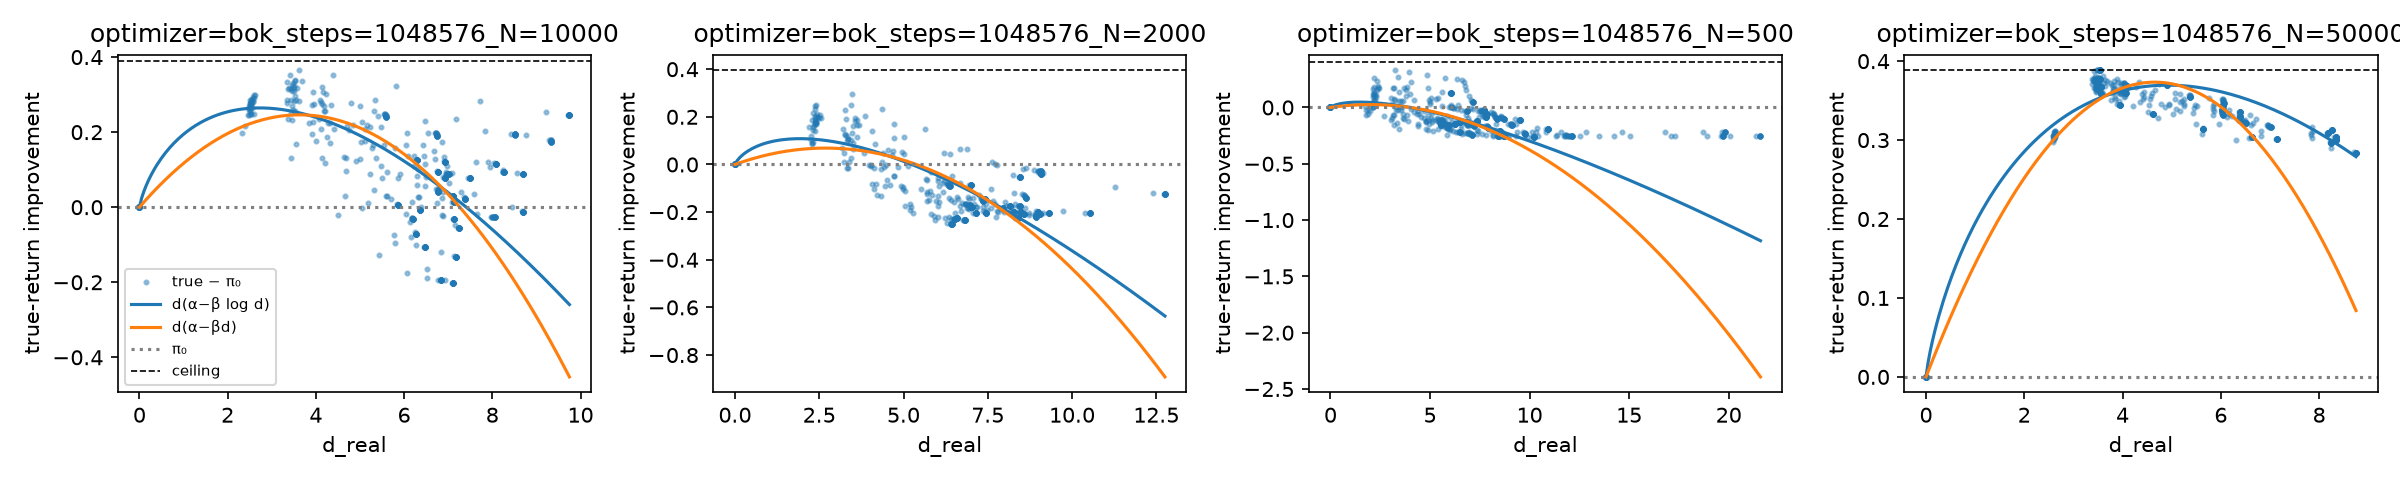 optimizer=bok_steps=1048576_N=10000
0.4
0.2
0.0
−0.2
−0.4
true-return improvement
true − π₀
d(α−β log d)
d(α−βd)
π₀
ceiling
0
2
4
6
8
10
d_real
optimizer=bok_steps=1048576_N=2000
0.4
0.2
0.0
−0.2
−0.4
−0.6
−0.8
true-return improvement
0.0
2.5
5.0
7.5
10.0
12.5
d_real
optimizer=bok_steps=1048576_N=500
0.0
−0.5
−1.0
−1.5
−2.0
−2.5
true-return improvement
0
5
10
15
20
d_real
optimizer=bok_steps=1048576_N=50000
0.4
0.3
0.2
0.1
0.0
true-return improvement
0
2
4
6
8
d_real